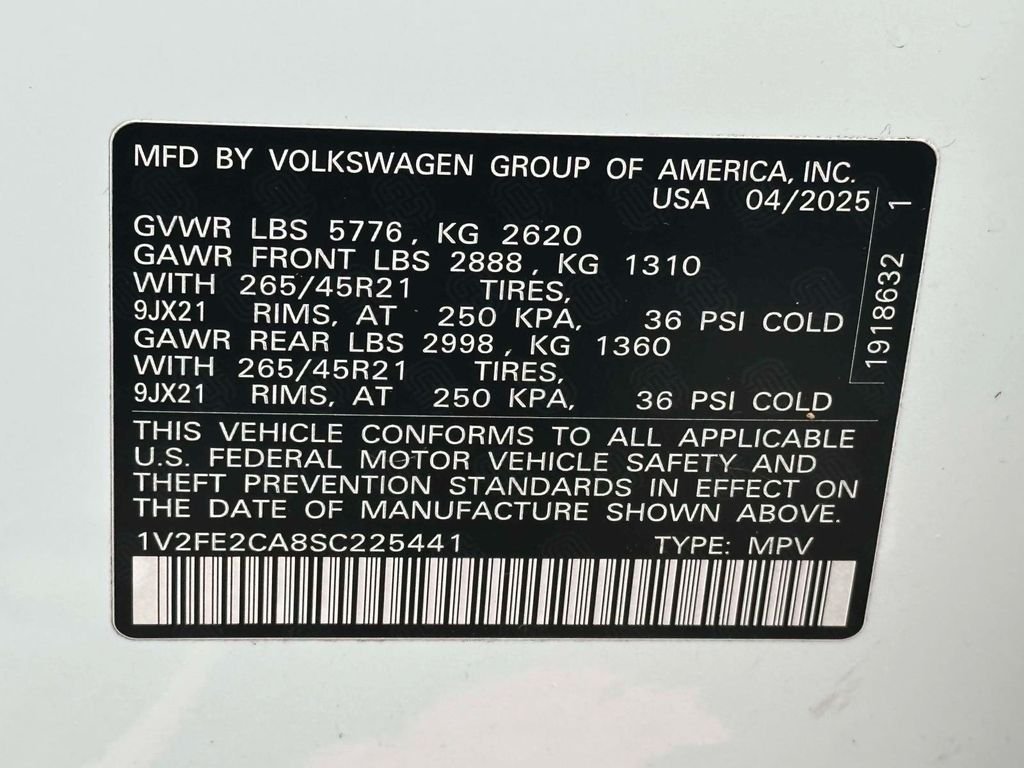 MFD BY VOLKSWAGEN GROUP OF AMERICA, INC.
USA 04/2025
GVWR LBS 5776, KG 2620
GAWR FRONT LBS 2888, KG 1310
WITH 265/45R21 TIRES,
9JX21 RIMS, AT 250 KPA, 36 PSI COLD
GAWR REAR LBS 2998, KG 1360
WITH 265/45R21 TIRES,
9JX21 RIMS, AT 250 KPA, 36 PSI COLD
1918632 1
THIS VEHICLE CONFORMS TO ALL APPLICABLE
U.S. FEDERAL MOTOR VEHICLE SAFETY AND
THEFT PREVENTION STANDARDS IN EFFECT ON
THE DATE OF MANUFACTURE SHOWN ABOVE.
1V2FE2CA8SC225441 TYPE: MPV